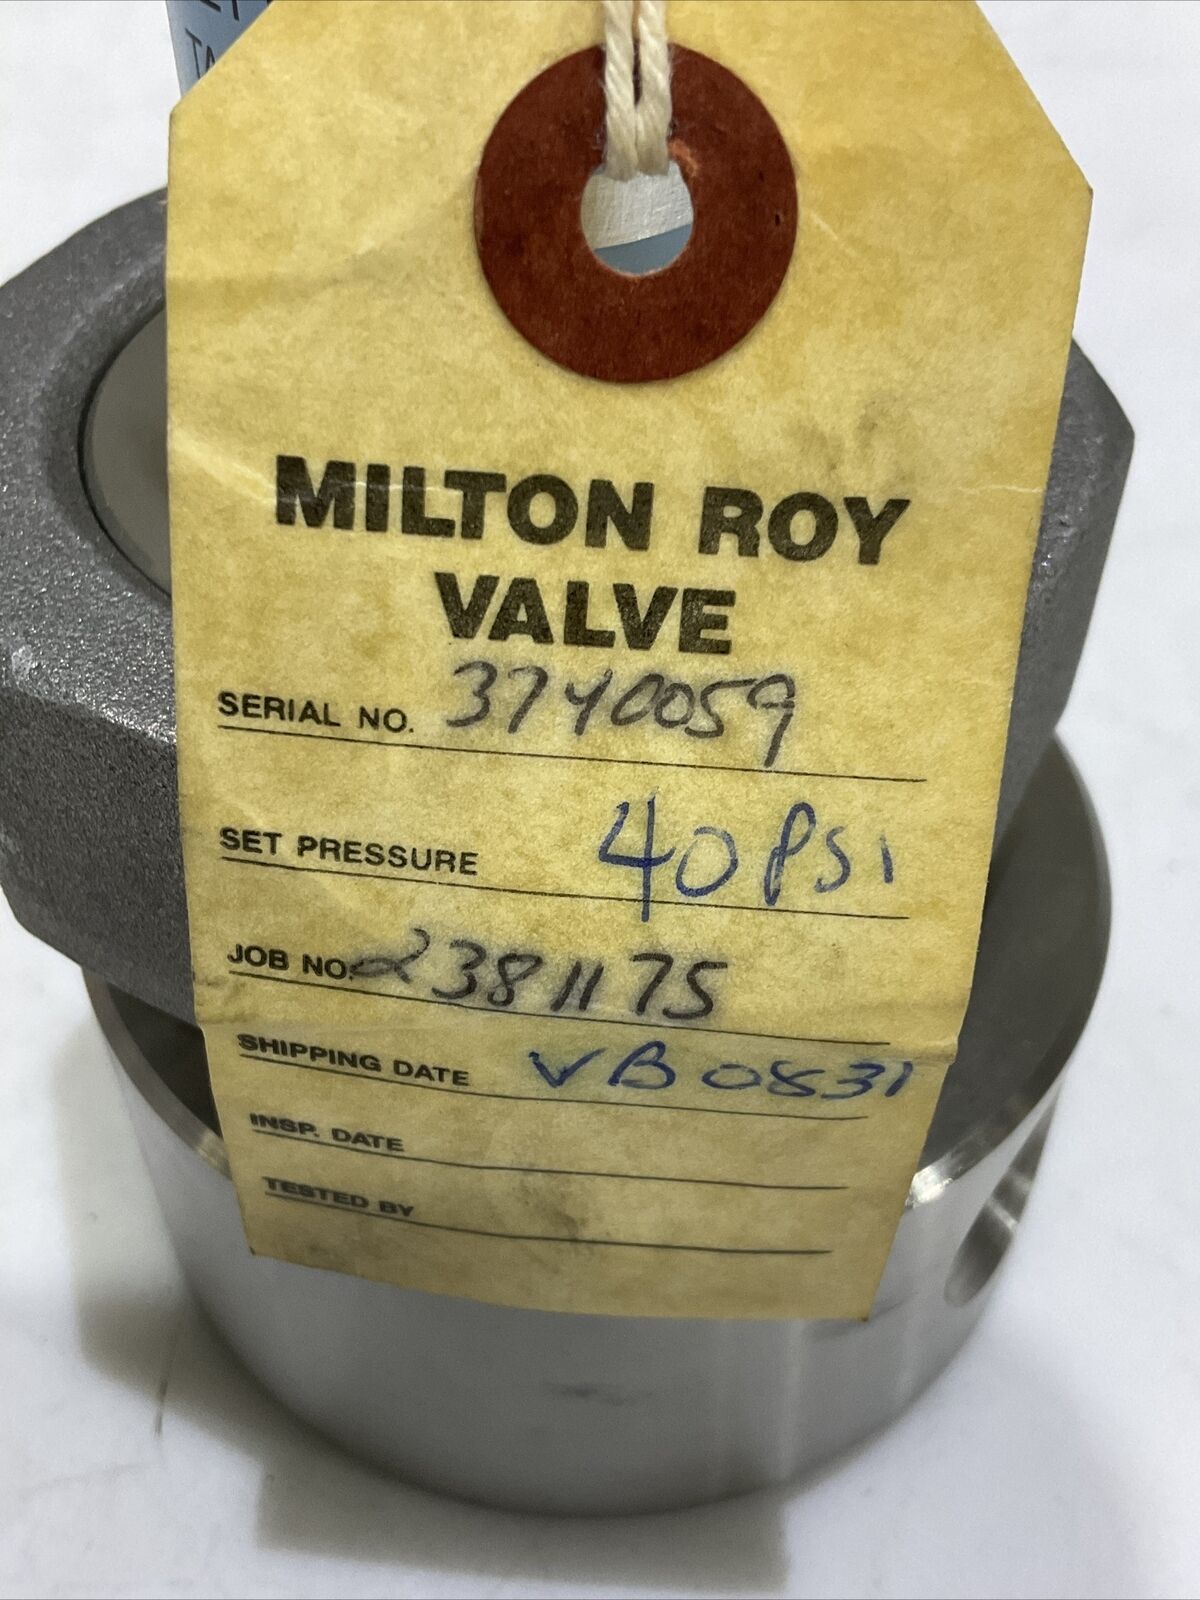 TA
MILTON ROY
VALVE
SERIAL NO. 3740059
SET PRESSURE 40 PSI
JOB NO. 2381175
SHIPPING DATE VB0831
INSP. DATE
TESTED BY